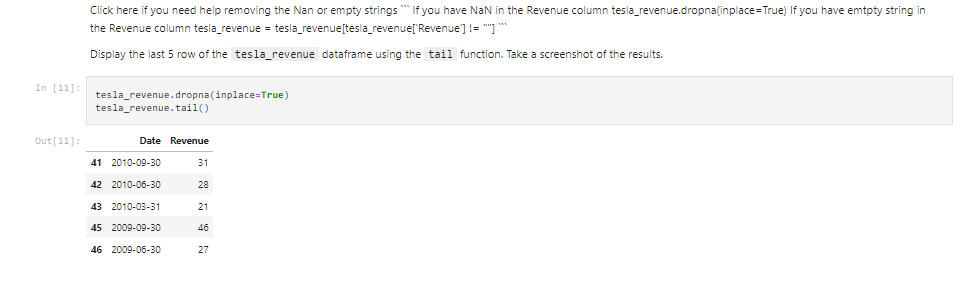 Click here if you need help removing the Nan or empty strings ``` If you have NaN in the Revenue column tesla_revenue.dropna(inplace=True) If you have emtpty string in
the Revenue column tesla_revenue = tesla_revenue[tesla_revenue['Revenue'] != ""] ```
Display the last 5 row of the tesla_revenue dataframe using the tail function. Take a screenshot of the results.
In [11]:
tesla_revenue.dropna(inplace=True)
tesla_revenue.tail()
Out[11]:
Date Revenue
41 2010-09-30 31
42 2010-06-30 28
43 2010-03-31 21
45 2009-09-30 46
46 2009-06-30 27